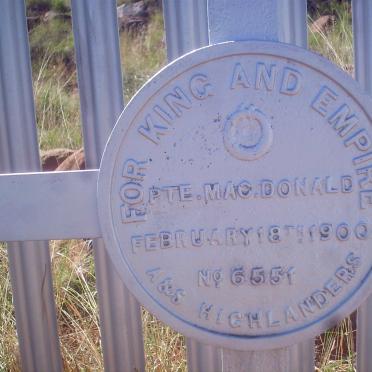 FOR KING AND EMPIRE
PTE. MAC.DONALD
FEBRUARY 18TH 1900
No 6551
A&S HIGHLANDERS